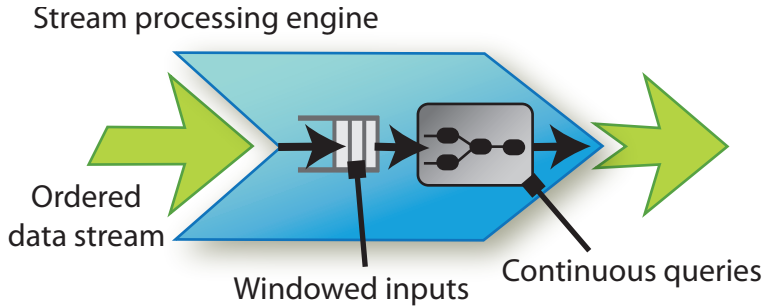 Stream processing engine
Ordered
data stream
Windowed inputs
Continuous queries